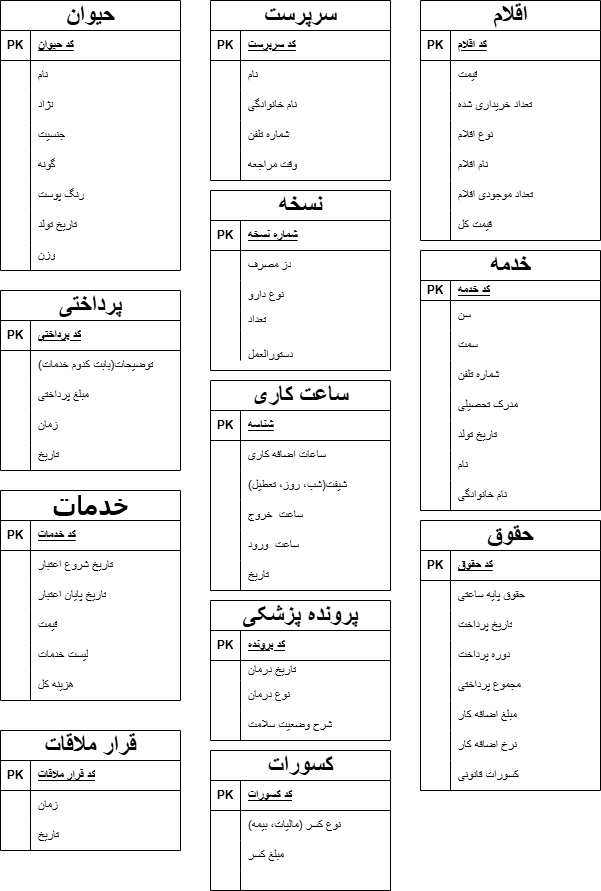 حیوان
PK کد حیوان
نام
نژاد
جنسیت
گونه
رنگ پوست
تاریخ تولد
وزن
پرداختی
PK کد پرداختی
توضیحات(بابت کدوم خدمات)
مبلغ پرداختی
زمان
تاریخ
خدمات
PK کد خدمات
تاریخ شروع اعتبار
تاریخ پایان اعتبار
قیمت
لیست خدمات
هزینه کل
قرار ملاقات
PK کد قرار ملاقات
زمان
تاریخ
سرپرست
PK کد سرپرست
نام
نام خانوانگی
شماره تلفن
وقت مراجعه
نسخه
PK شماره نسخه
دز مصرف
نوع دارو
تعداد
دستورالعمل
ساعت کاری
PK شناسه
ساعات اضافه کاری
شیفت(شب، روز، تعطیل)
ساعت خروج
ساعت ورود
تاریخ
پرونده پزشکی
PK کد پرونده
تاریخ درمان
نوع درمان
شرح وضعیت سلامت
کسورات
PK کد کسورات
نوع کسر (مالیات، بیمه)
مبلغ کسر
اقلام
PK کد اقلام
قیمت
تعداد خریداری شده
نوع اقلام
نام اقلام
تعداد موجودی اقلام
قیمت کل
خدمه
PK کد خدمه
سن
سمت
شماره تلفن
مدرک تحصیلی
تاریخ تولد
نام
نام خانوانگی
حقوق
PK کد حقوق
حقوق پایه ساعتی
تاریخ پرداخت
دوره پرداخت
مجموع پرداختی
مبلغ اضافه کار
نرخ اضافه کار
کسورات قانونی